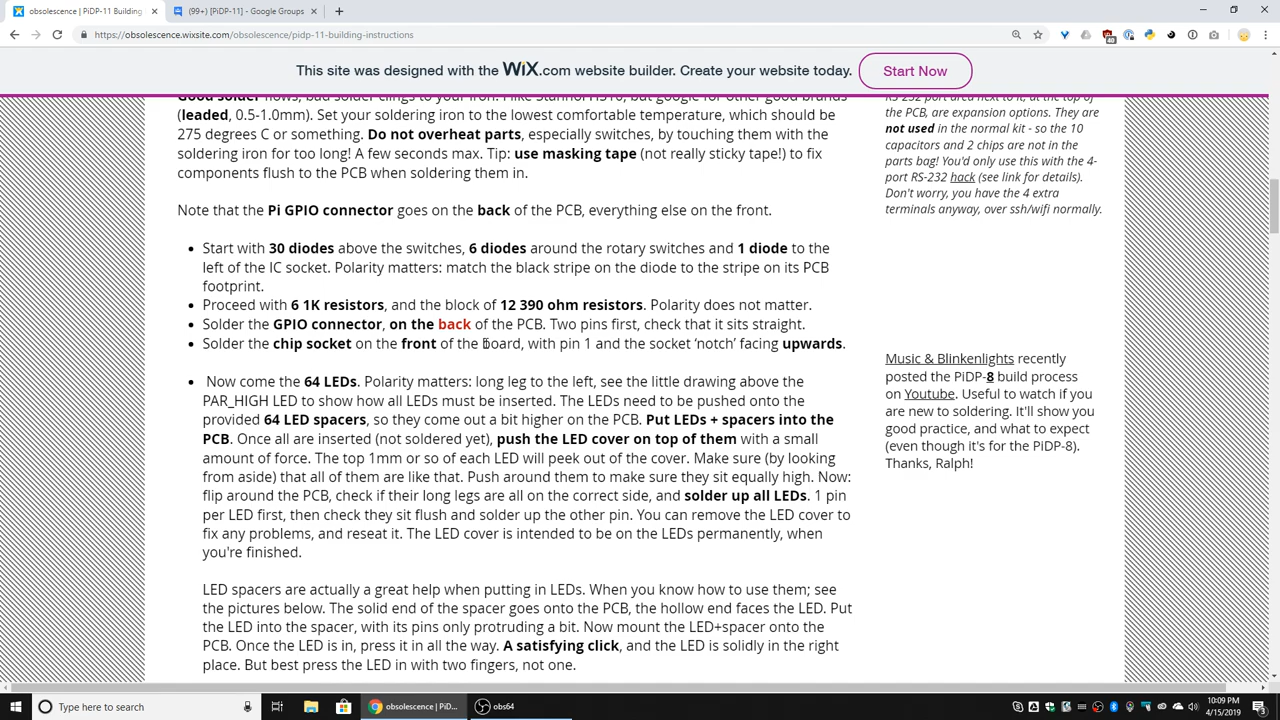 obsolescence | PiDP-11 Building
(99+) [PiDP-11] - Google Groups
https://obsolescence.wixsite.com/obsolescence/pidp-11-building-instructions
40
This site was designed with the WiX.com website builder. Create your website today.
Start Now
(leaded, 0.5-1.0mm). Set your soldering iron to the lowest comfortable temperature, which should be
275 degrees C or something. Do not overheat parts, especially switches, by touching them with the
soldering iron for too long! A few seconds max. Tip: use masking tape (not really sticky tape!) to fix
components flush to the PCB when soldering them in.
Note that the Pi GPIO connector goes on the back of the PCB, everything else on the front.
• Start with 30 diodes above the switches, 6 diodes around the rotary switches and 1 diode to the
left of the IC socket. Polarity matters: match the black stripe on the diode to the stripe on its PCB
footprint.
• Proceed with 6 1K resistors, and the block of 12 390 ohm resistors. Polarity does not matter.
• Solder the GPIO connector, on the back of the PCB. Two pins first, check that it sits straight.
• Solder the chip socket on the front of the board, with pin 1 and the socket ‘notch’ facing upwards.
• Now come the 64 LEDs. Polarity matters: long leg to the left, see the little drawing above the
PAR_HIGH LED to show how all LEDs must be inserted. The LEDs need to be pushed onto the
provided 64 LED spacers, so they come out a bit higher on the PCB. Put LEDs + spacers into the
PCB. Once all are inserted (not soldered yet), push the LED cover on top of them with a small
amount of force. The top 1mm or so of each LED will peek out of the cover. Make sure (by looking
from aside) that all of them are like that. Push around them to make sure they sit equally high. Now:
flip around the PCB, check if their long legs are all on the correct side, and solder up all LEDs. 1 pin
per LED first, then check they sit flush and solder up the other pin. You can remove the LED cover to
fix any problems, and reseat it. The LED cover is intended to be on the LEDs permanently, when
you're finished.
LED spacers are actually a great help when putting in LEDs. When you know how to use them; see
the pictures below. The solid end of the spacer goes onto the PCB, the hollow end faces the LED. Put
the LED into the spacer, with its pins only protruding a bit. Now mount the LED+spacer onto the
PCB. Once the LED is in, press it in all the way. A satisfying click, and the LED is solidly in the right
place. But best press the LED in with two fingers, not one.
RS-232 port area next to it, at the top of
the PCB, are expansion options. They are
not used in the normal kit - so the 10
capacitors and 2 chips are not in the
parts bag! You'd only use this with the 4-
port RS-232 hack (see link for details).
Don't worry, you have the 4 extra
terminals anyway, over ssh/wifi normally.
Music & Blinkenlights recently
posted the PiDP-8 build process
on Youtube. Useful to watch if you
are new to soldering. It'll show you
good practice, and what to expect
(even though it's for the PiDP-8).
Thanks, Ralph!
Type here to search
obsolescence | PiD...
obs64
10:09 PM
4/15/2019
3